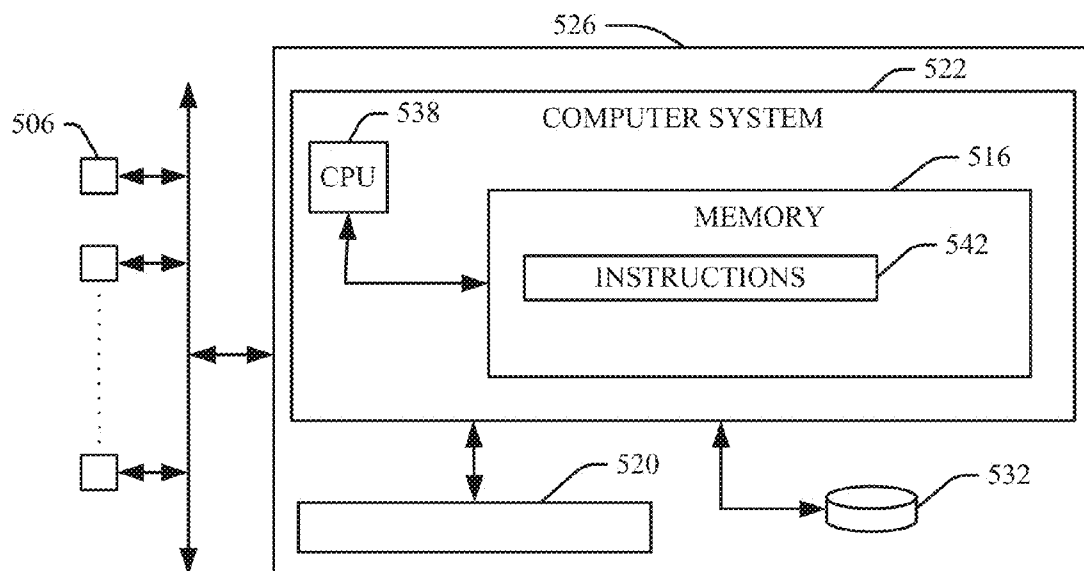 526
522
506
538
COMPUTER SYSTEM
CPU
516
MEMORY
542
INSTRUCTIONS
520
532